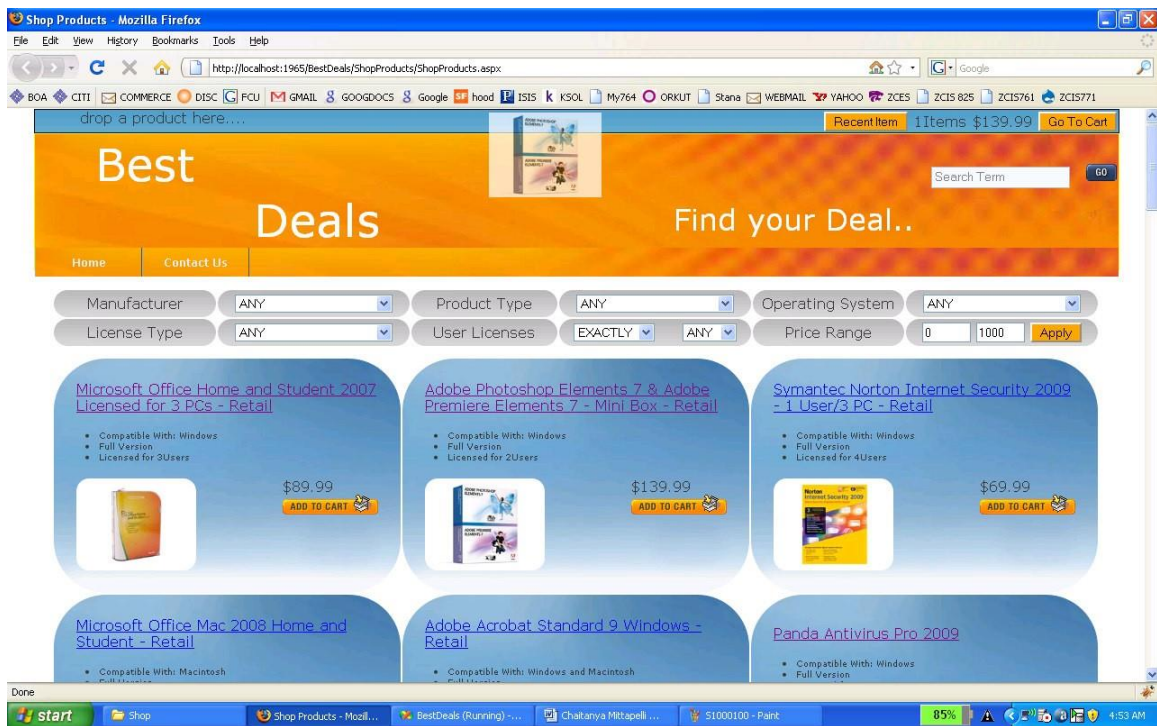 Shop Products - Mozilla Firefox
File Edit View History Bookmarks Tools Help
http://localhost:1965/BestDeals/ShopProducts/ShopProducts.aspx
Google
BOA CITI COMMERCE DISC FCU GMAIL GOOGDOCS Google hood ISIS KSOL My764 ORKUT Stana WEBMAIL YAHOO ZCES ZCIS 825 ZCIS761 ZCIS771
drop a product here.... Recent Item 1Items $139.99 Go To Cart
Best
Deals
Search Term GO
Find your Deal..
Home Contact Us
Manufacturer ANY Product Type ANY Operating System ANY
License Type ANY User Licenses EXACTLY ANY Price Range 0 1000 Apply
Microsoft Office Home and Student 2007 Licensed for 3 PCs - Retail
Compatible With: Windows
Full Version
Licensed for 3Users
$89.99
ADD TO CART
Adobe Photoshop Elements 7 & Adobe Premiere Elements 7 - Mini Box - Retail
Compatible With: Windows
Full Version
Licensed for 2Users
$139.99
ADD TO CART
Symantec Norton Internet Security 2009 - 1 User/3 PC - Retail
Compatible With: Windows
Full Version
Licensed for 4Users
$69.99
ADD TO CART
Microsoft Office Mac 2008 Home and Student - Retail
Compatible With: Macintosh
Adobe Acrobat Standard 9 Windows - Retail
Compatible With: Windows and Macintosh
Panda Antivirus Pro 2009
Compatible With: Windows
Full Version
Done
start Shop Shop Products - Mozill... BestDeals (Running) -... Chaitanya Mittapelli ... S1000100 - Paint 85% 4:53 AM